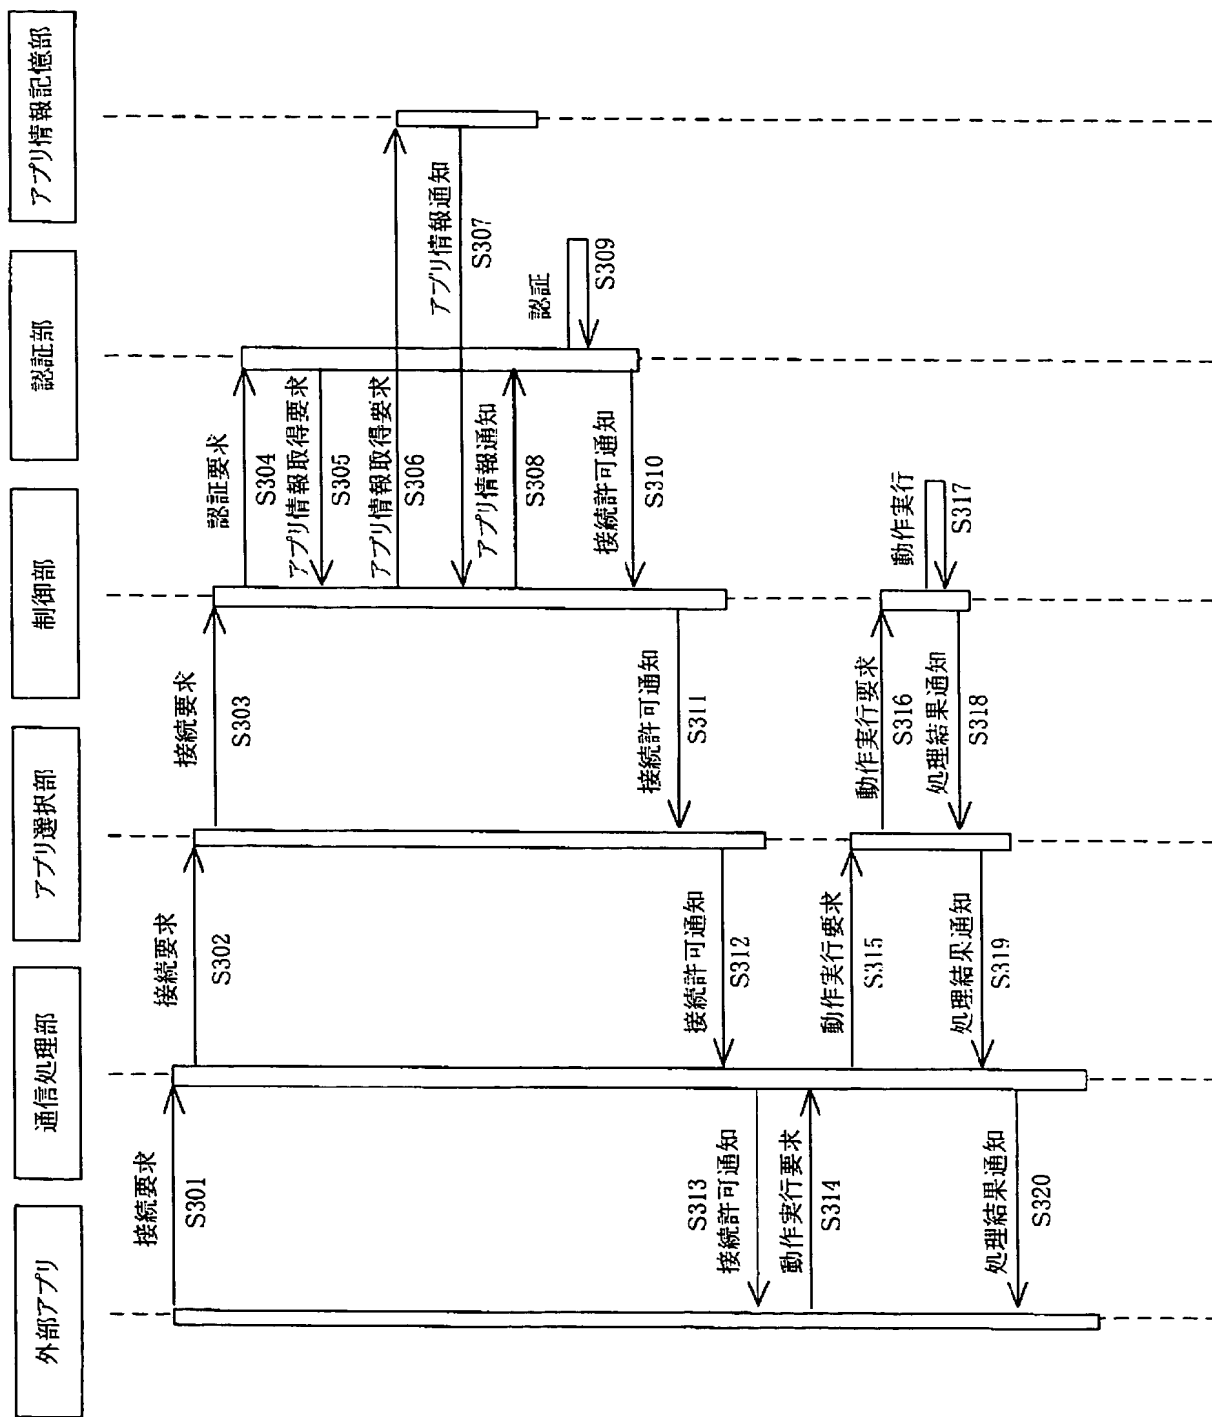 外部アプリ
通信処理部
アプリ選択部
制御部
認証部
アプリ情報記憶部
接続要求
S301
接続要求
S302
接続要求
S303
認証要求
S304
アプリ情報取得要求
S305
アプリ情報取得要求
S306
アプリ情報通知
S307
アプリ情報通知
S308
認証
S309
接続許可通知
S310
接続許可通知
S311
接続許可通知
S312
S313
接続許可通知
動作実行要求
S314
動作実行要求
S315
動作実行要求
S316
動作実行
S317
処理結果通知
S318
処理結果通知
S319
処理結果通知
S320